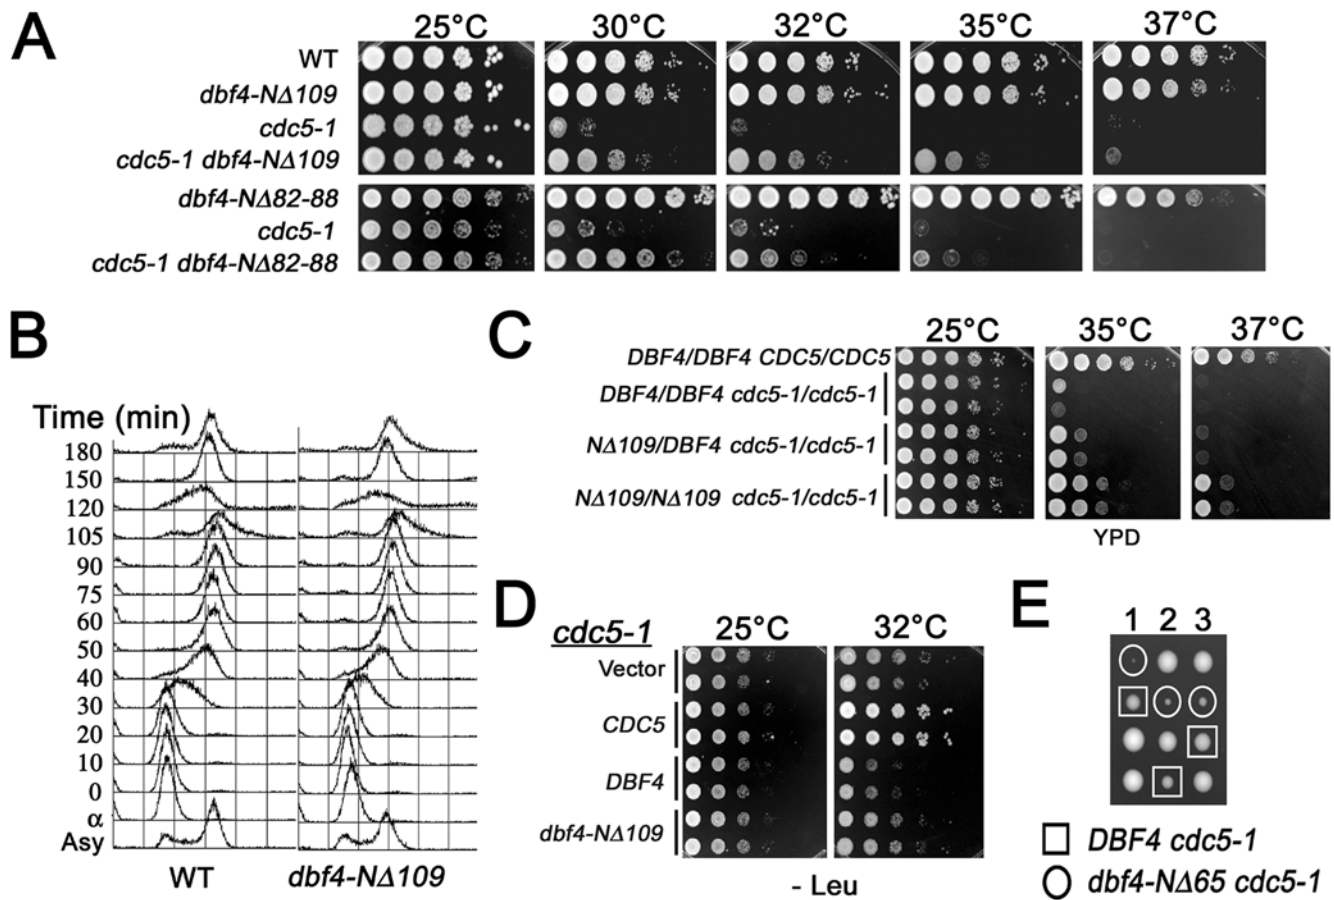 A
25°C 30°C 32°C 35°C 37°C
WT
dbf4-NΔ109
cdc5-1
cdc5-1 dbf4-NΔ109
dbf4-NΔ82-88
cdc5-1
cdc5-1 dbf4-NΔ82-88
B
Time (min)
180
150
120
105
90
75
60
50
40
30
20
10
0
α
Asy
WT dbf4-NΔ109
C
25°C 35°C 37°C
DBF4/DBF4 CDC5/CDC5
DBF4/DBF4 cdc5-1/cdc5-1
NΔ109/DBF4 cdc5-1/cdc5-1
NΔ109/NΔ109 cdc5-1/cdc5-1
YPD
D
cdc5-1 25°C 32°C
Vector
CDC5
DBF4
dbf4-NΔ109
- Leu
E
1 2 3
DBF4 cdc5-1
dbf4-NΔ65 cdc5-1